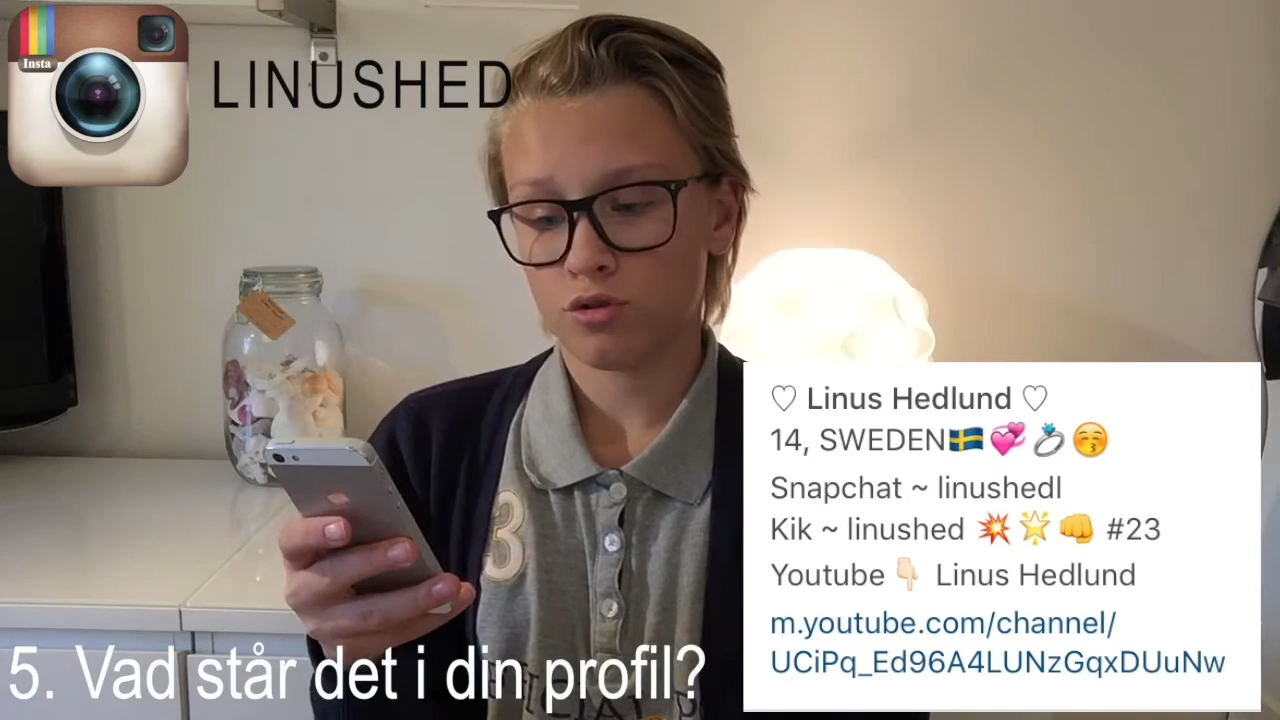 Insta
LINUSHED
3
♡ Linus Hedlund ♡
14, SWEDEN🇸🇪💞💍😚
Snapchat ~ linushedl
Kik ~ linushed 💥🌟👊 #23
Youtube 👇🏻 Linus Hedlund
m.youtube.com/channel/
UCiPq_Ed96A4LUNzGqxDUuNw
5. Vad står det i din profil?